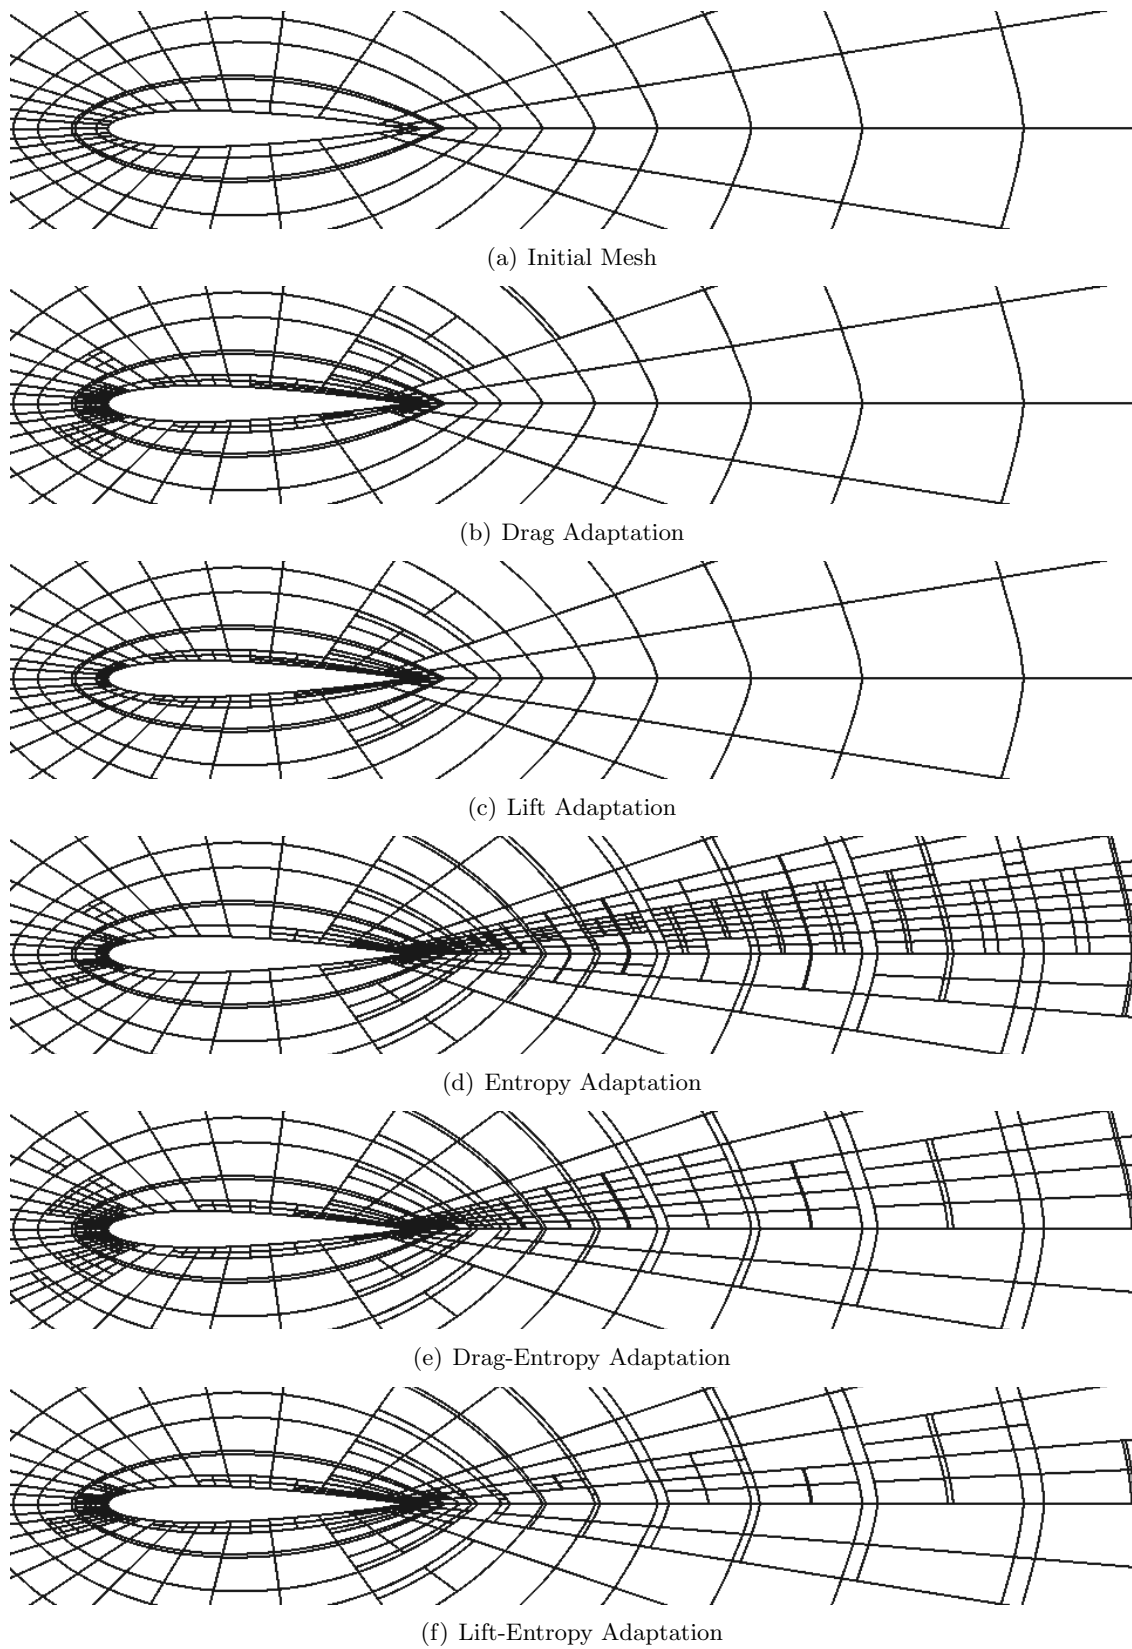 (a) Initial Mesh
(b) Drag Adaptation
(c) Lift Adaptation
(d) Entropy Adaptation
(e) Drag-Entropy Adaptation
(f) Lift-Entropy Adaptation